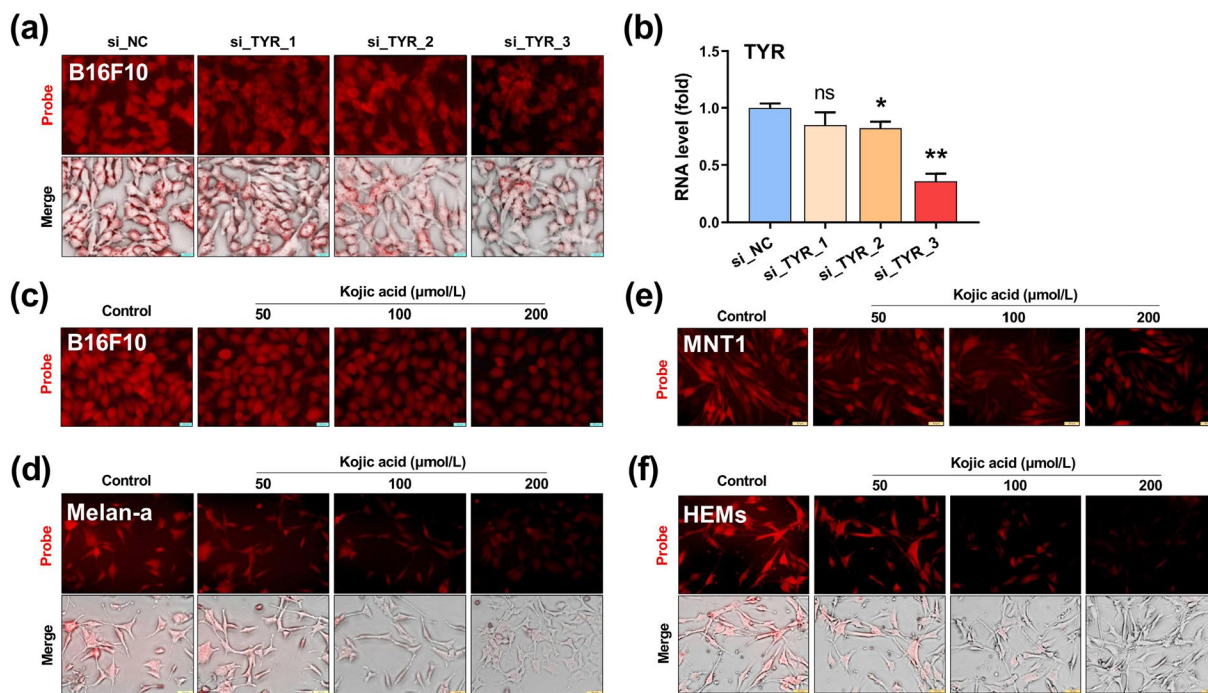 (a)
si_NC si_TYR_1 si_TYR_2 si_TYR_3
B16F10
Probe
Merge
(b)
TYR
RNA level (fold)
1.5
1.0
0.5
0.0
ns
*
**
si_NC
si_TYR_1
si_TYR_2
si_TYR_3
(c)
Kojic acid (μmol/L)
Control 50 100 200
B16F10
Probe
(d)
Kojic acid (μmol/L)
Control 50 100 200
Melan-a
Probe
Merge
(e)
Kojic acid (μmol/L)
Control 50 100 200
MNT1
Probe
(f)
Kojic acid (μmol/L)
Control 50 100 200
HEMs
Probe
Merge